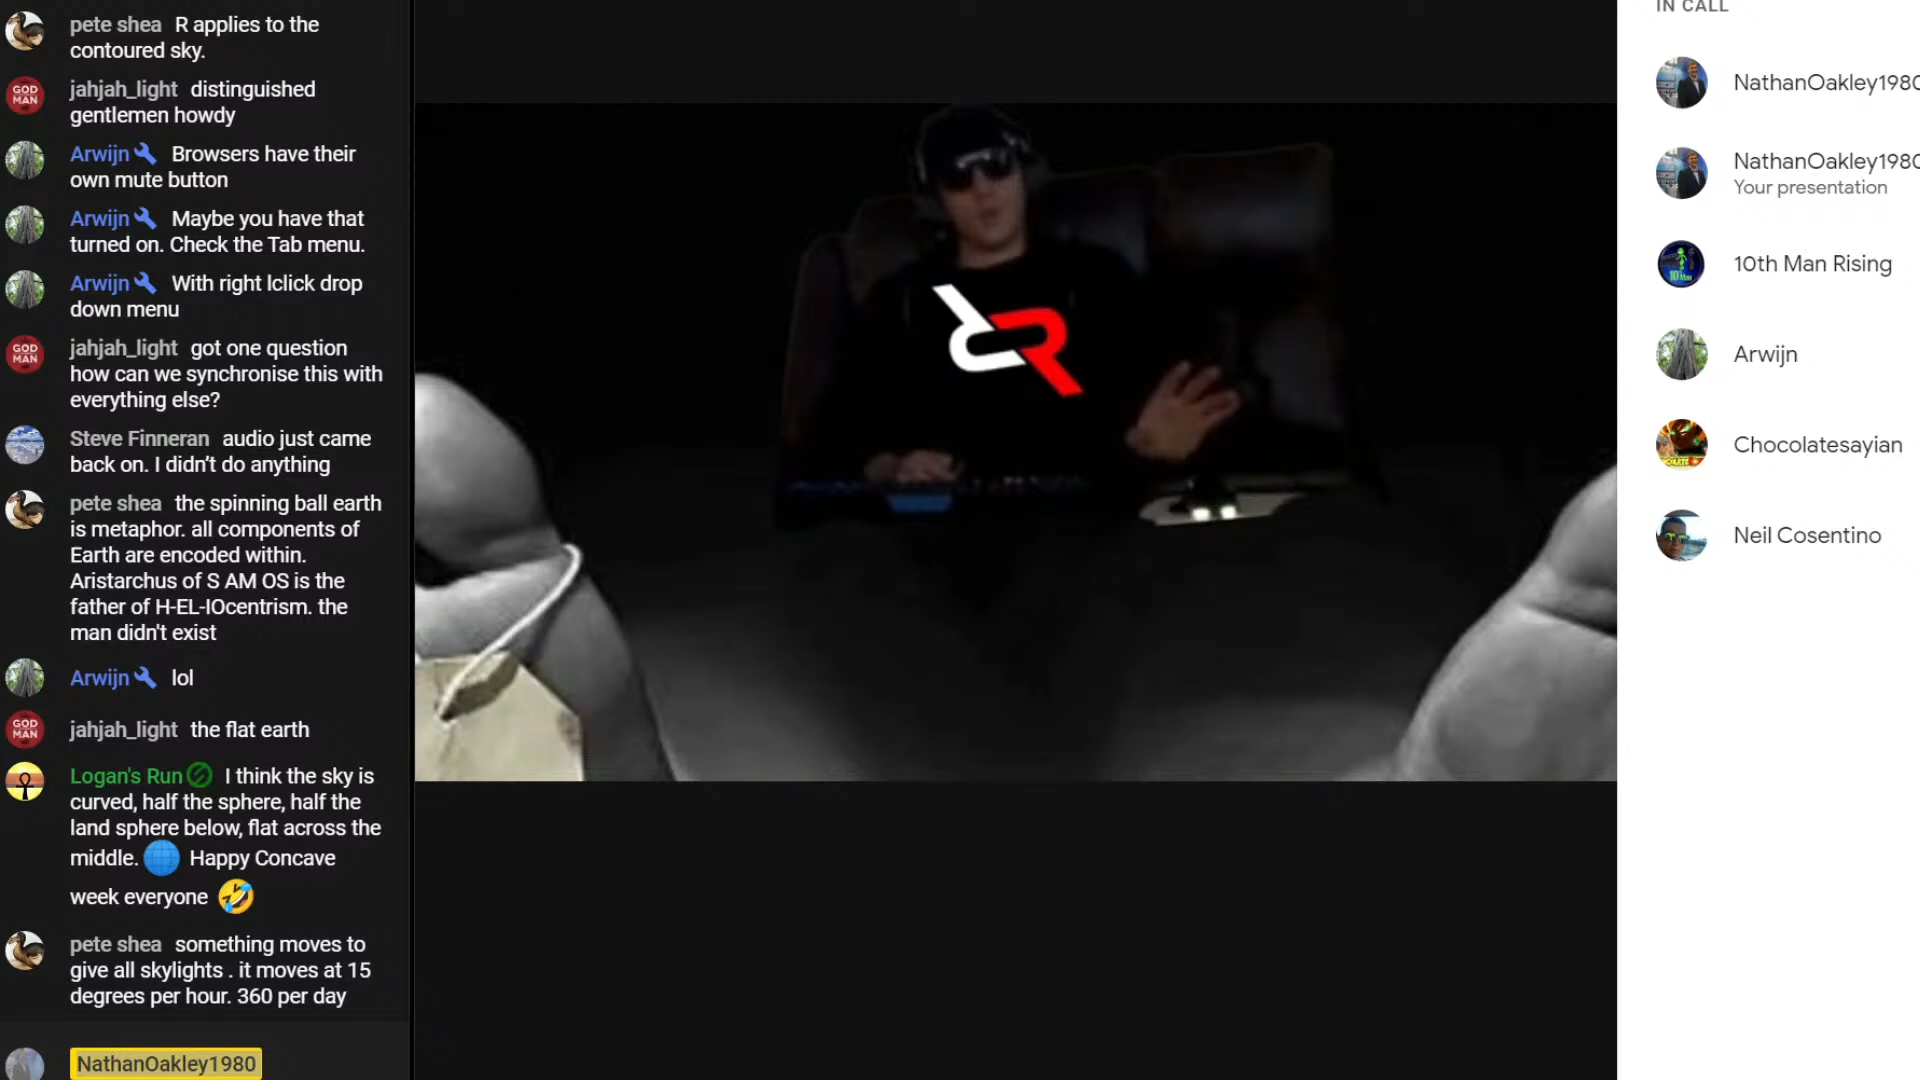 pete shea R applies to the
contoured sky.
GOD
MAN
jahjah_light distinguished
gentlemen howdy
Arwijn Browsers have their
own mute button
Arwijn Maybe you have that
turned on. Check the Tab menu.
Arwijn With right lclick drop
down menu
GOD
MAN
jahjah_light got one question
how can we synchronise this with
everything else?
Steve Finneran audio just came
back on. I didn't do anything
pete shea the spinning ball earth
is metaphor. all components of
Earth are encoded within.
Aristarchus of S AM OS is the
father of H-EL-IOcentrism. the
man didn't exist
Arwijn lol
GOD
MAN
jahjah_light the flat earth
Logan's Run I think the sky is
curved, half the sphere, half the
land sphere below, flat across the
middle. Happy Concave
week everyone
pete shea something moves to
give all skylights . it moves at 15
degrees per hour. 360 per day
NathanOakley1980
R
IN CALL
NathanOakley1980
NathanOakley1980
Your presentation
10th Man Rising
Arwijn
Chocolatesayian
Neil Cosentino